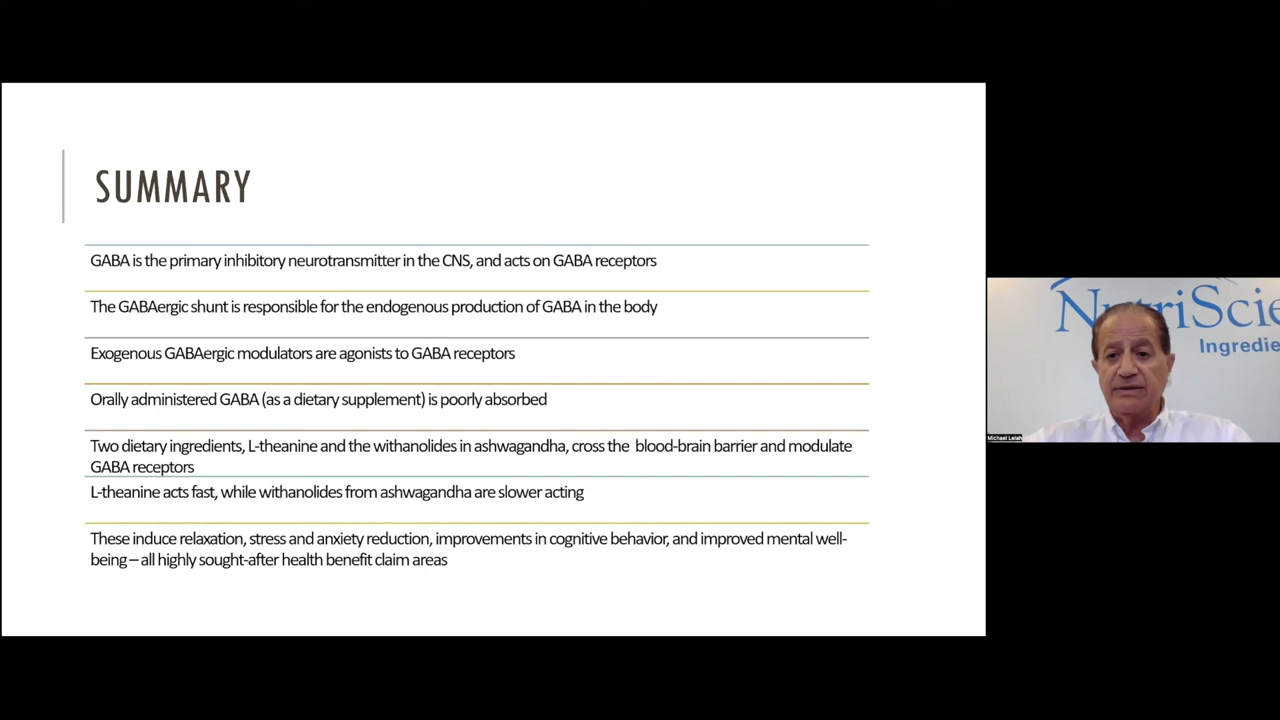 SUMMARY
GABA is the primary inhibitory neurotransmitter in the CNS, and acts on GABA receptors
The GABAergic shunt is responsible for the endogenous production of GABA in the body
Exogenous GABAergic modulators are agonists to GABA receptors
Orally administered GABA (as a dietary supplement) is poorly absorbed
Two dietary ingredients, L-theanine and the withanolides in ashwagandha, cross the blood-brain barrier and modulate
GABA receptors
L-theanine acts fast, while withanolides from ashwagandha are slower acting
These induce relaxation, stress and anxiety reduction, improvements in cognitive behavior, and improved mental well-
being – all highly sought-after health benefit claim areas
NutriScie
Ingredie
Michael Lelah